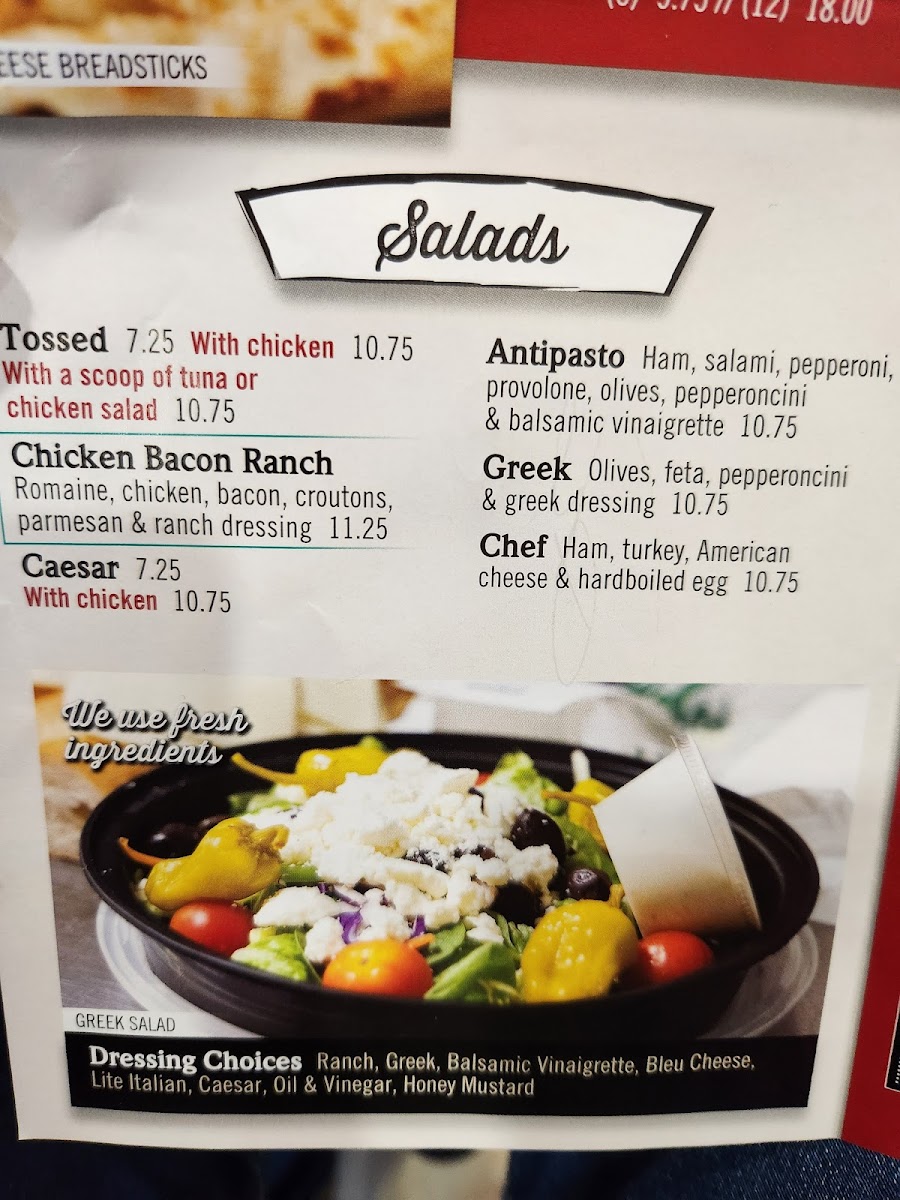 EESE BREADSTICKS
(12) 18.00
Salads
Tossed 7.25 With chicken 10.75
With a scoop of tuna or
chicken salad 10.75
Chicken Bacon Ranch
Romaine, chicken, bacon, croutons,
parmesan & ranch dressing 11.25
Caesar 7.25
With chicken 10.75
Antipasto Ham, salami, pepperoni,
provolone, olives, pepperoncini
& balsamic vinaigrette 10.75
Greek Olives, feta, pepperoncini
& greek dressing 10.75
Chef Ham, turkey, American
cheese & hardboiled egg 10.75
We use fresh
ingredients
GREEK SALAD
Dressing Choices Ranch, Greek, Balsamic Vinaigrette, Bleu Cheese,
Lite Italian, Caesar, Oil & Vinegar, Honey Mustard